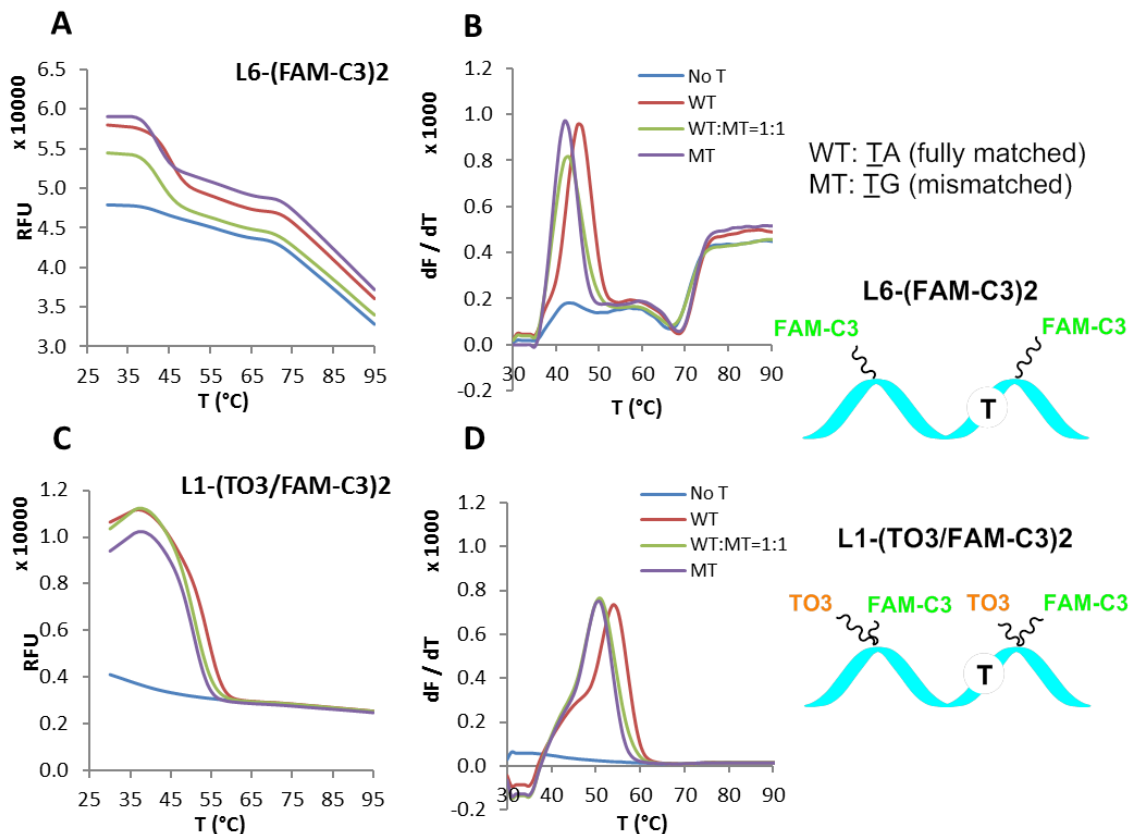 A
L6-(FAM-C3)2
x 10000
6.5
6.0
5.5
5.0
4.5
4.0
3.5
3.0
RFU
25 35 45 55 65 75 85 95
T (°C)
B
x 1000
1.2
1.0
0.8
0.6
0.4
0.2
0.0
-0.2
dF / dT
No T
WT
WT:MT=1:1
MT
30 40 50 60 70 80 90
T (°C)
WT: TA (fully matched)
MT: TG (mismatched)
L6-(FAM-C3)2
FAM-C3 FAM-C3
T
C
L1-(TO3/FAM-C3)2
x 10000
1.2
1.0
0.8
0.6
0.4
0.2
0.0
RFU
25 35 45 55 65 75 85 95
T (°C)
D
x 1000
1.2
1.0
0.8
0.6
0.4
0.2
0.0
-0.2
dF / dT
No T
WT
WT:MT=1:1
MT
30 40 50 60 70 80 90
T (°C)
L1-(TO3/FAM-C3)2
TO3 FAM-C3 TO3 FAM-C3
T